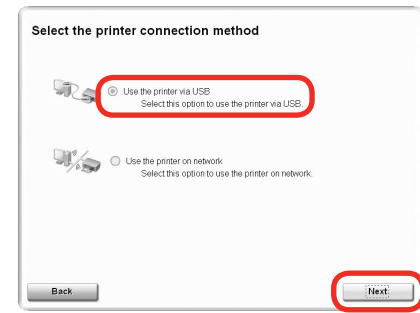 Select the printer connection method
Use the printer via USB
Select this option to use the printer via USB.
Use the printer on network
Select this option to use the printer on network.
Back
Next